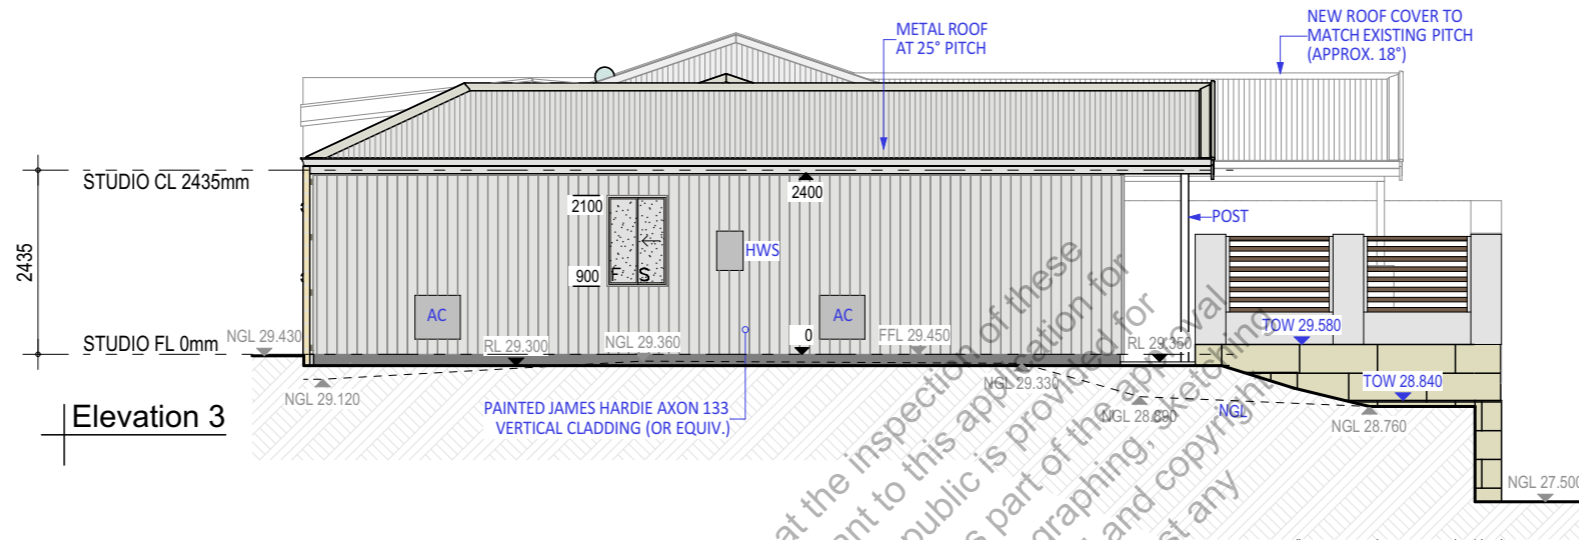 METAL ROOF
AT 25° PITCH
NEW ROOF COVER TO
MATCH EXISTING PITCH
(APPROX. 18°)
STUDIO CL 2435mm
2400
2100
POST
HWS
2435
900
F S
AC
AC
0
STUDIO FL 0mm
NGL 29.430
RL 29.300
NGL 29.360
FFL 29.450
RL 29.350
TOW 29.580
TOW 28.840
NGL 29.120
NGL 29.330
NGL 28.890
NGL
NGL 28.760
NGL 27.500
PAINTED JAMES HARDIE AXON 133
VERTICAL CLADDING (OR EQUIV.)
Elevation 3
at the inspection of these
ant to this application for
public is provided for
s part of the approval
graphing, sketching
and copyright
st any